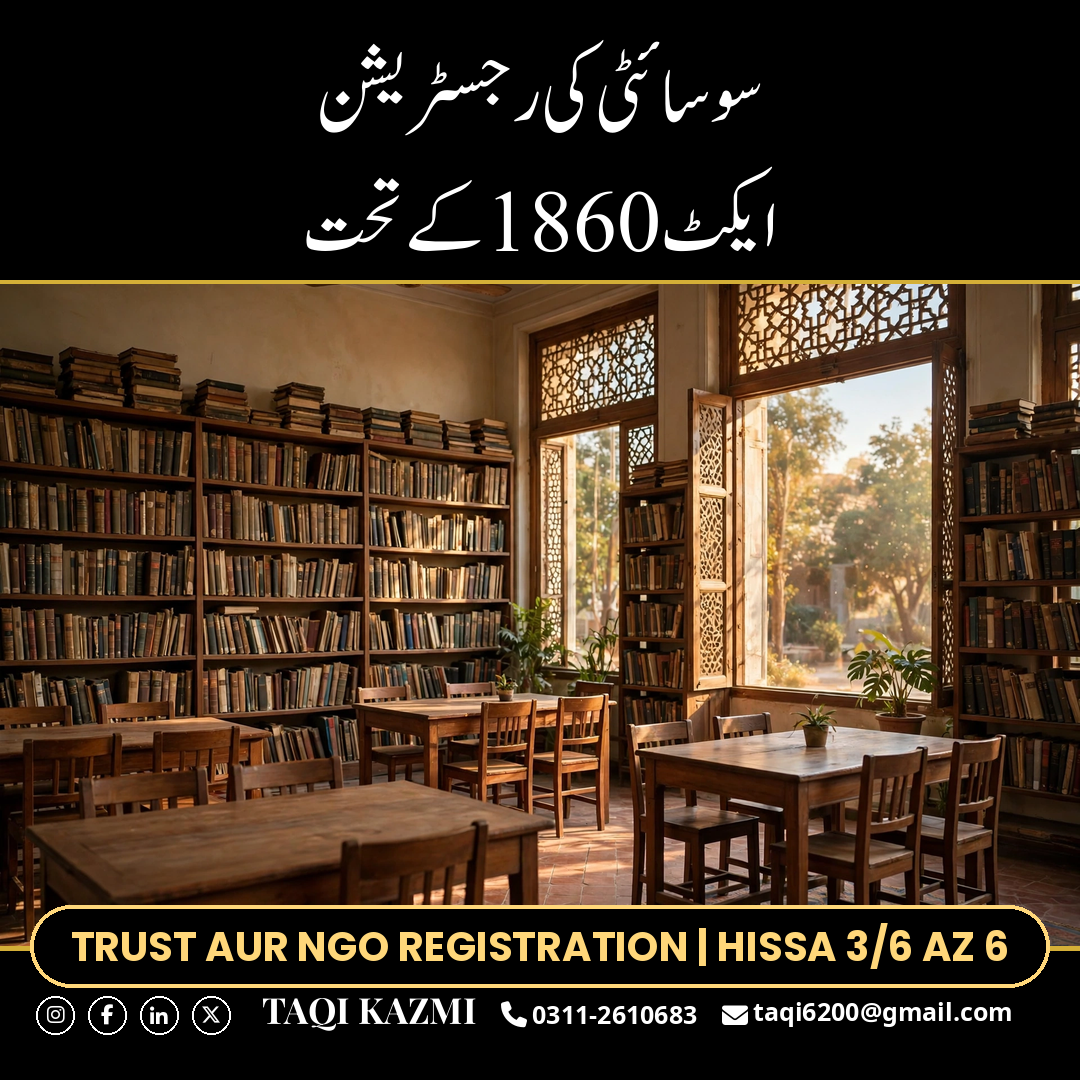 سوسائٹی کی رجسٹریشن
ایکٹ 1860 کے تحت
TRUST AUR NGO REGISTRATION | HISSA 3/6 AZ 6
TAQI KAZMI 0311-2610683 taqi6200@gmail.com